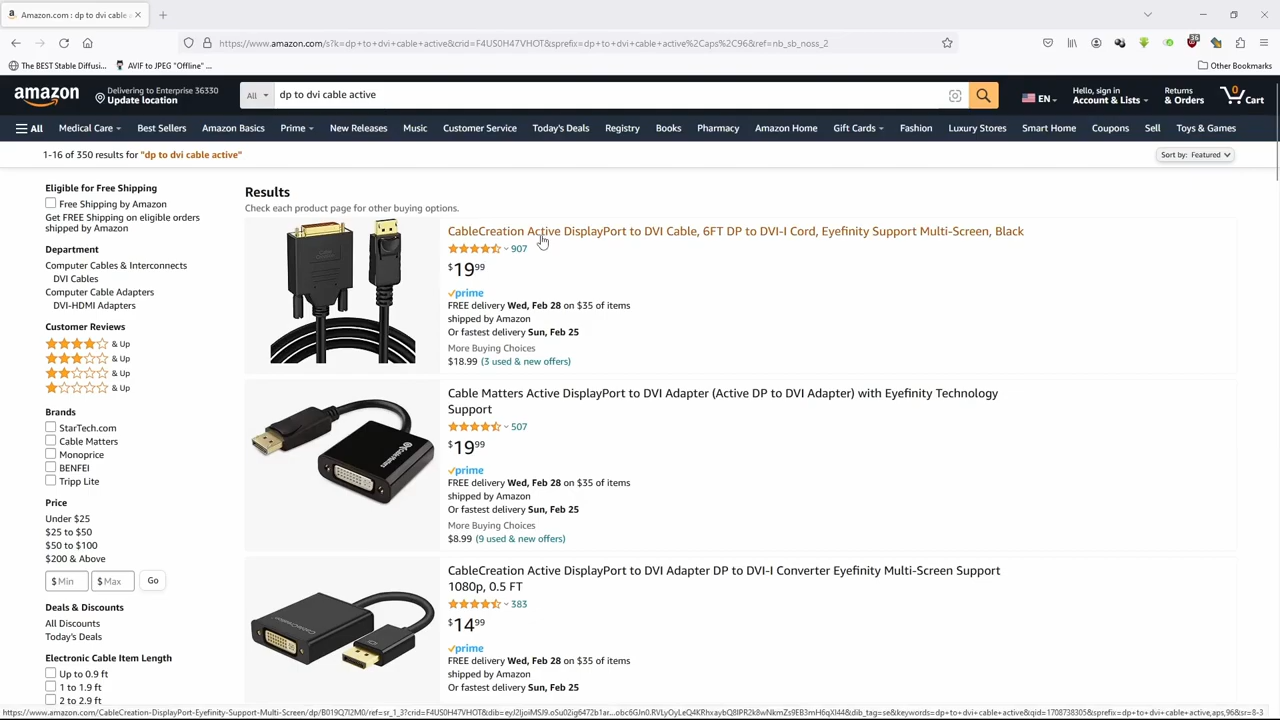 Amazon.com : dp to dvi cable a
https://www.amazon.com/s?k=dp+to+dvi+cable+active&crid=F4US0H47VHOT&sprefix=dp+to+dvi+cable+active%2Caps%2C96&ref=nb_sb_noss_2
The BEST Stable Diffusi...
AVIF to JPEG "Offline" ...
Other Bookmarks
amazon
Delivering to Enterprise 36330
Update location
All
dp to dvi cable active
EN
Hello, sign in
Account & Lists
Returns
& Orders
0
Cart
All
Medical Care
Best Sellers
Amazon Basics
Prime
New Releases
Music
Customer Service
Today's Deals
Registry
Books
Pharmacy
Amazon Home
Gift Cards
Fashion
Luxury Stores
Smart Home
Coupons
Sell
Toys & Games
1-16 of 350 results for "dp to dvi cable active"
Sort by: Featured
Eligible for Free Shipping
Free Shipping by Amazon
Get FREE Shipping on eligible orders
shipped by Amazon
Department
Computer Cables & Interconnects
DVI Cables
Computer Cable Adapters
DVI-HDMI Adapters
Customer Reviews
& Up
& Up
& Up
& Up
Brands
StarTech.com
Cable Matters
Monoprice
BENFEI
Tripp Lite
Price
Under $25
$25 to $50
$50 to $100
$200 & Above
$ Min
$ Max
Go
Deals & Discounts
All Discounts
Today's Deals
Electronic Cable Item Length
Up to 0.9 ft
1 to 1.9 ft
2 to 2.9 ft
Results
Check each product page for other buying options.
CableCreation Active DisplayPort to DVI Cable, 6FT DP to DVI-I Cord, Eyefinity Support Multi-Screen, Black
907
$19.99
prime
FREE delivery Wed, Feb 28 on $35 of items
shipped by Amazon
Or fastest delivery Sun, Feb 25
More Buying Choices
$18.99 (3 used & new offers)
Cable Matters Active DisplayPort to DVI Adapter (Active DP to DVI Adapter) with Eyefinity Technology
Support
507
$19.99
prime
FREE delivery Wed, Feb 28 on $35 of items
shipped by Amazon
Or fastest delivery Sun, Feb 25
More Buying Choices
$8.99 (9 used & new offers)
CableCreation Active DisplayPort to DVI Adapter DP to DVI-I Converter Eyefinity Multi-Screen Support
1080p, 0.5 FT
383
$14.99
prime
FREE delivery Wed, Feb 28 on $35 of items
shipped by Amazon
Or fastest delivery Sun, Feb 25